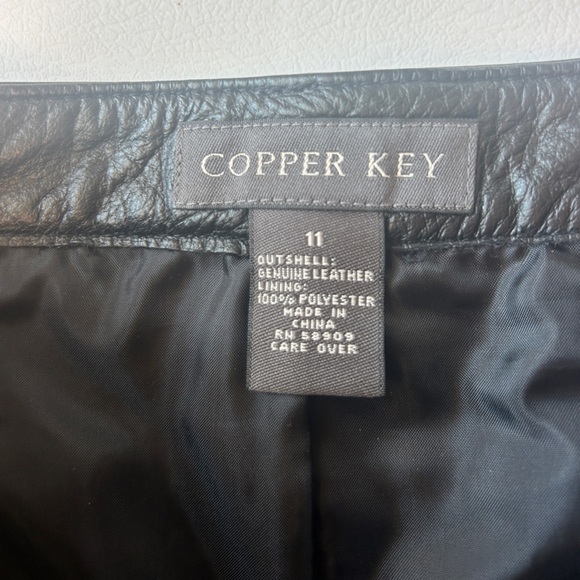 COPPER KEY
11
OUTSHELL:
GENUINE LEATHER
LINING:
100% POLYESTER
MADE IN
CHINA
RN 58909
CARE OVER